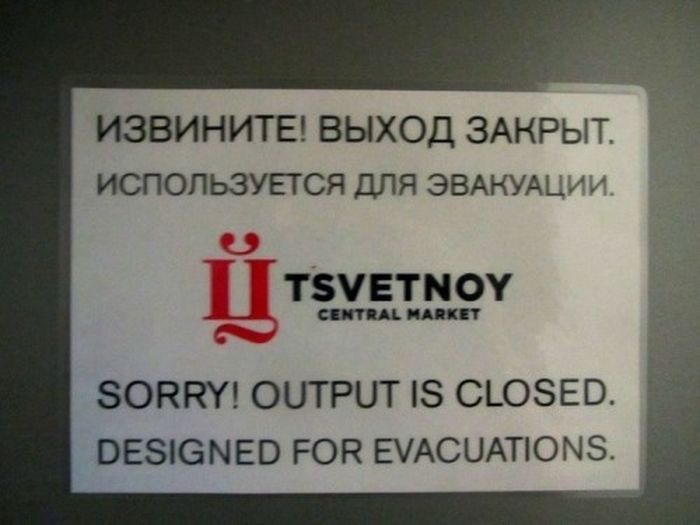 ИЗВИНИТЕ! ВЫХОД ЗАКРЫТ.
ИСПОЛЬЗУЕТСЯ ДЛЯ ЭВАКУАЦИИ.
Ц TSVETNOY
CENTRAL MARKET
SORRY! OUTPUT IS CLOSED.
DESIGNED FOR EVACUATIONS.